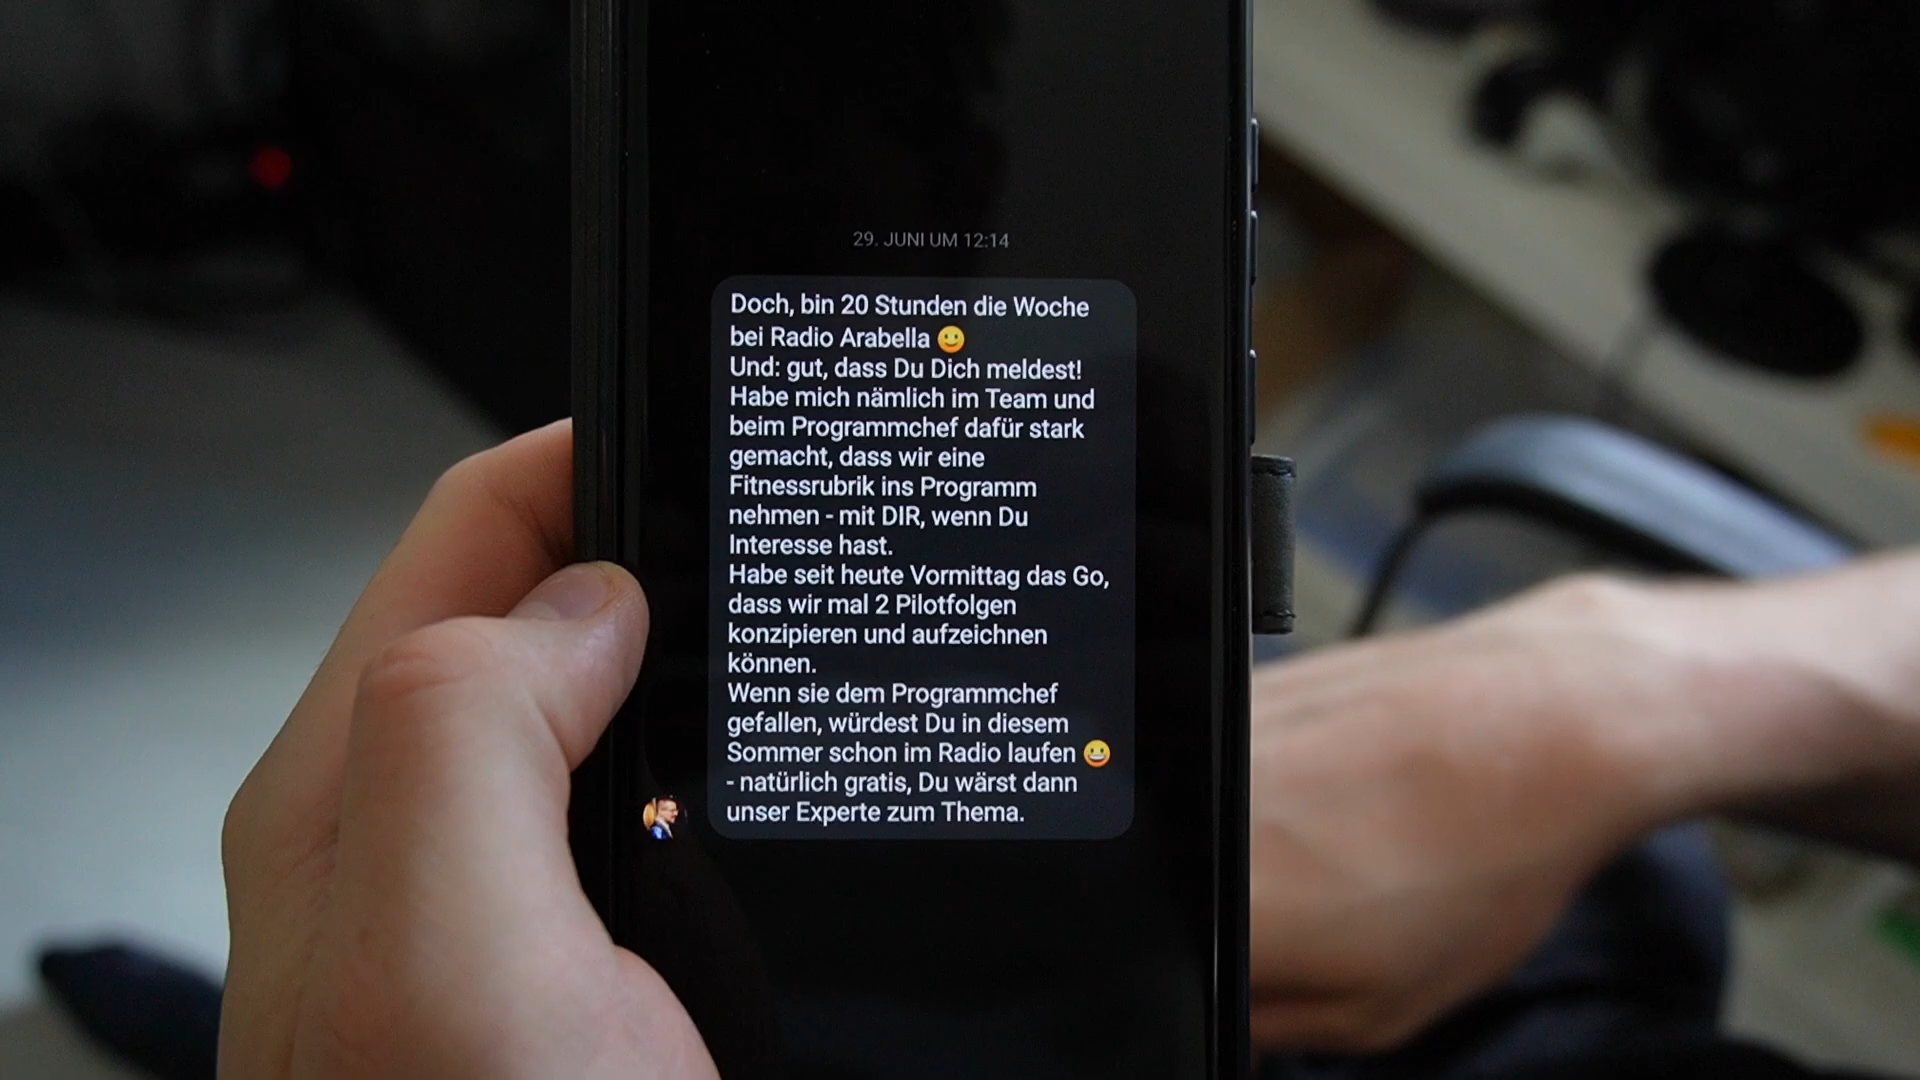 29. JUNI UM 12:14
Doch, bin 20 Stunden die Woche
bei Radio Arabella 🙂
Und: gut, dass Du Dich meldest!
Habe mich nämlich im Team und
beim Programmchef dafür stark
gemacht, dass wir eine
Fitnessrubrik ins Programm
nehmen - mit DIR, wenn Du
Interesse hast.
Habe seit heute Vormittag das Go,
dass wir mal 2 Pilotfolgen
konzipieren und aufzeichnen
können.
Wenn sie dem Programmchef
gefallen, würdest Du in diesem
Sommer schon im Radio laufen 😀
- natürlich gratis, Du wärst dann
unser Experte zum Thema.